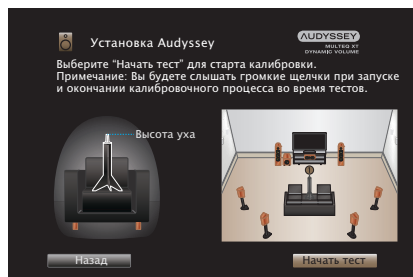 Установка Audyssey
AUDYSSEY
MULTEQ XT
DYNAMIC VOLUME
Выберите “Начать тест” для старта калибровки.
Примечание: Вы будете слышать громкие щелчки при запуске
и окончании калибровочного процесса во время тестов.
Высота уха
Назад
Начать тест